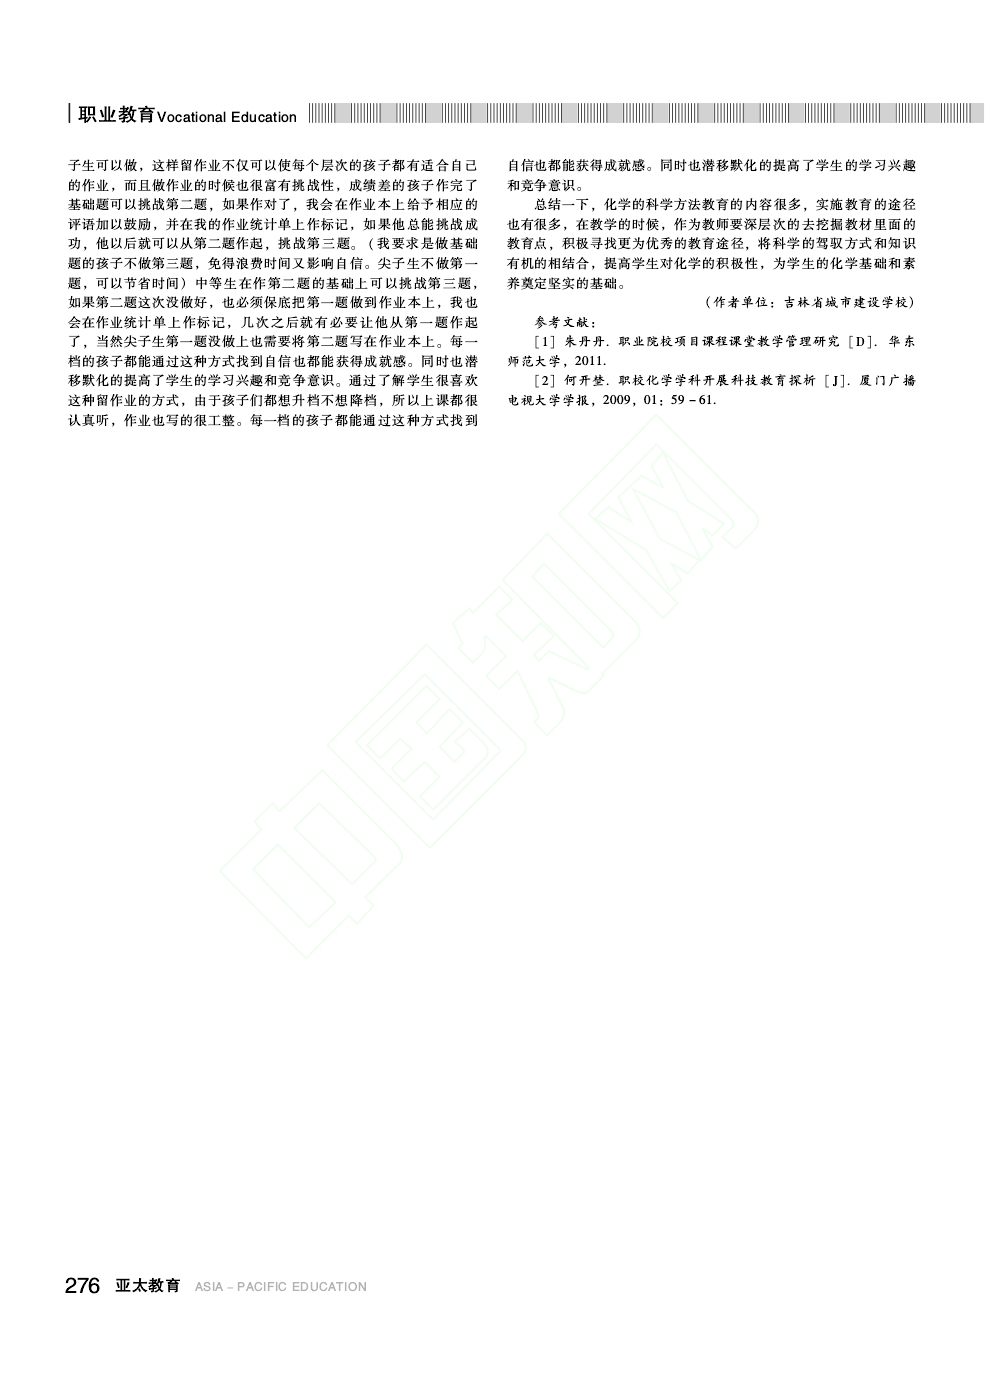 职业教育Vocational Education
子生可以做，这样留作业不仅可以使每个层次的孩子都有适合自己
的作业，而且做作业的时候也很富有挑战性，成绩差的孩子作完了
基础题可以挑战第二题，如果作对了，我会在作业本上给予相应的
评语加以鼓励，并在我的作业统计单上作标记，如果他总能挑战成
功，他以后就可以从第二题作起，挑战第三题。（我要求是做基础
题的孩子不做第三题，免得浪费时间又影响自信。尖子生不做第一
题，可以节省时间）中等生在作第二题的基础上可以挑战第三题，
如果第二题这次没做好，也必须保底把第一题做到作业本上，我也
会在作业统计单上作标记，几次之后就有必要让他从第一题作起
了，当然尖子生第一题没做上也需要将第二题写在作业本上。每一
档的孩子都能通过这种方式找到自信也都能获得成就感。同时也潜
移默化的提高了学生的学习兴趣和竞争意识。通过了解学生很喜欢
这种留作业的方式，由于孩子们都想升档不想降档，所以上课都很
认真听，作业也写的很工整。每一档的孩子都能通过这种方式找到
自信也都能获得成就感。同时也潜移默化的提高了学生的学习兴趣
和竞争意识。
总结一下，化学的科学方法教育的内容很多，实施教育的途径
也有很多，在教学的时候，作为教师要深层次的去挖掘教材里面的
教育点，积极寻找更为优秀的教育途径，将科学的驾驭方式和知识
有机的相结合，提高学生对化学的积极性，为学生的化学基础和素
养奠定坚实的基础。
（作者单位：吉林省城市建设学校）
参考文献：
［1］ 朱丹丹. 职业院校项目课程课堂教学管理研究［D］. 华东
师范大学，2011.
［2］ 何开垫. 职校化学学科开展科技教育探析［J］. 厦门广播
电视大学学报，2009，01：59－61.
中国知网
276 亚太教育 ASIA－PACIFIC EDUCATION